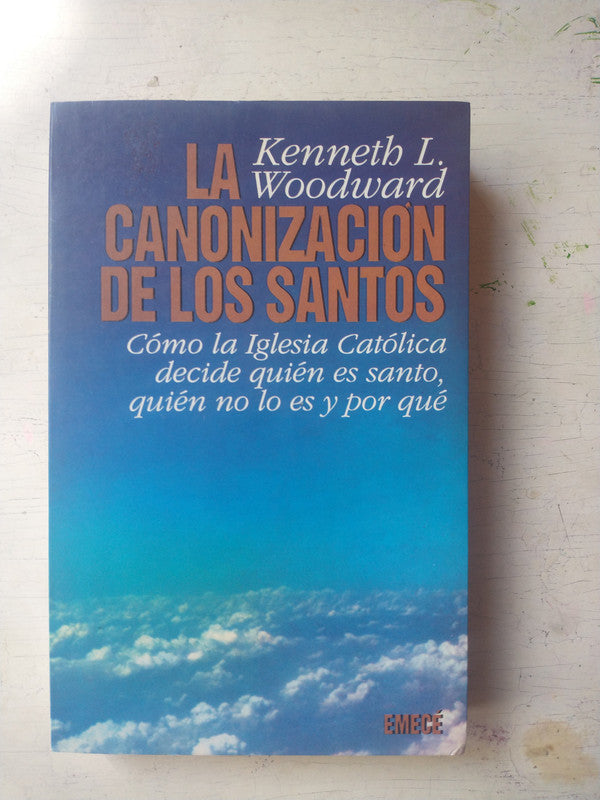 Kenneth L.
Woodward
LA
CANONIZACIÓN
DE LOS SANTOS
Cómo la Iglesia Católica
decide quién es santo,
quién no lo es y por qué
EMECÉ